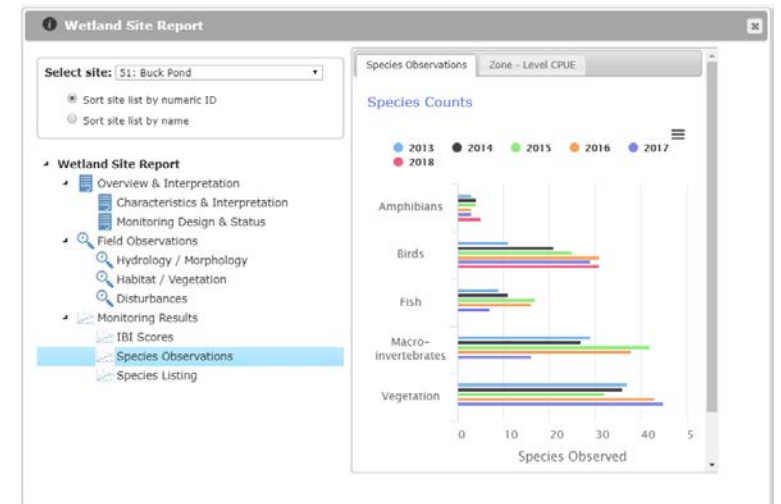 Wetland Site Report
Select site: 51: Buck Pond
Sort site list by numeric ID
Sort site list by name
Wetland Site Report
Overview & Interpretation
Characteristics & Interpretation
Monitoring Design & Status
Field Observations
Hydrology / Morphology
Habitat / Vegetation
Disturbances
Monitoring Results
IBI Scores
Species Observations
Species Listing
Species Observations Zone - Level CPUE
Species Counts
2013 2014 2015 2016 2017
2018
Amphibians
Birds
Fish
Macro-
invertebrates
Vegetation
0 10 20 30 40 5
Species Observed